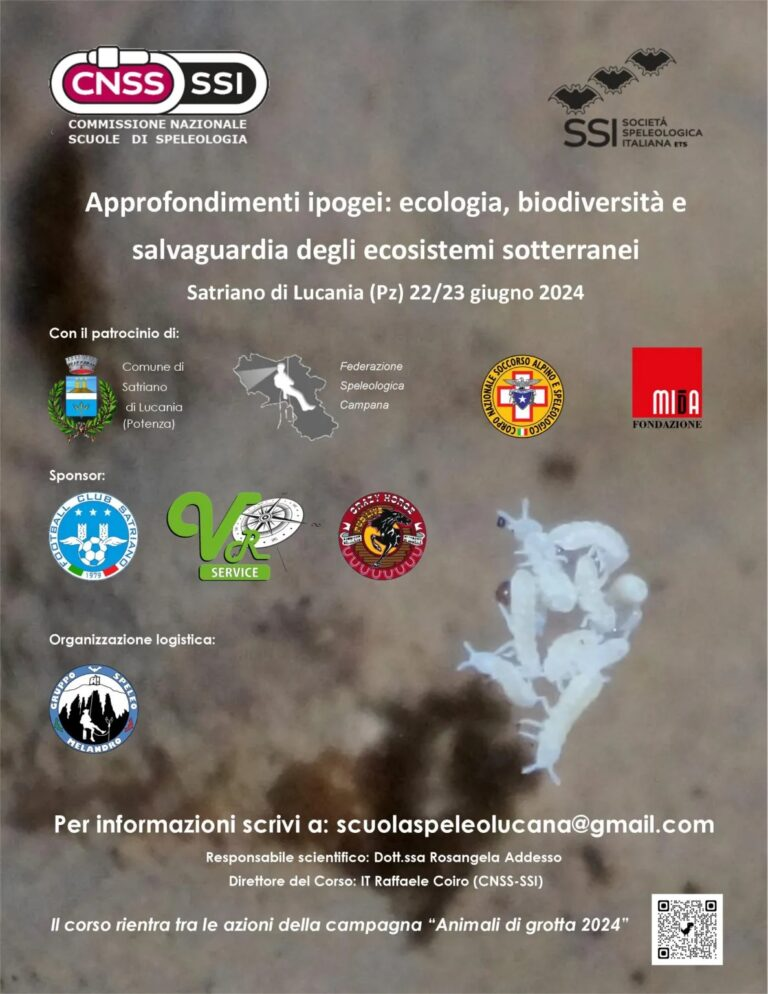 CNSS SSI
COMMISSIONE NAZIONALE
SCUOLE DI SPELEOLOGIA
SSI SOCIETÁ
SPELEOLOGICA
ITALIANA ETS
Approfondimenti ipogei: ecologia, biodiversità e
salvaguardia degli ecosistemi sotterranei
Satriano di Lucania (Pz) 22/23 giugno 2024
Con il patrocinio di:
Comune di
Satriano
di Lucania
(Potenza)
Federazione
Speleologica
Campana
CORPO NAZIONALE SOCCORSO ALPINO E SPELEOLOGICO
MIdA
FONDAZIONE
Sponsor:
FOOTBALL CLUB SATRIANO
1979
VR
SERVICE
CRAZY HORSE
Organizzazione logistica:
GRUPPO SPELEO
MELANDRO
Per informazioni scrivi a: scuolaspeleolucana@gmail.com
Responsabile scientifico: Dott.ssa Rosangela Addesso
Direttore del Corso: IT Raffaele Coiro (CNSS-SSI)
Il corso rientra tra le azioni della campagna “Animali di grotta 2024”